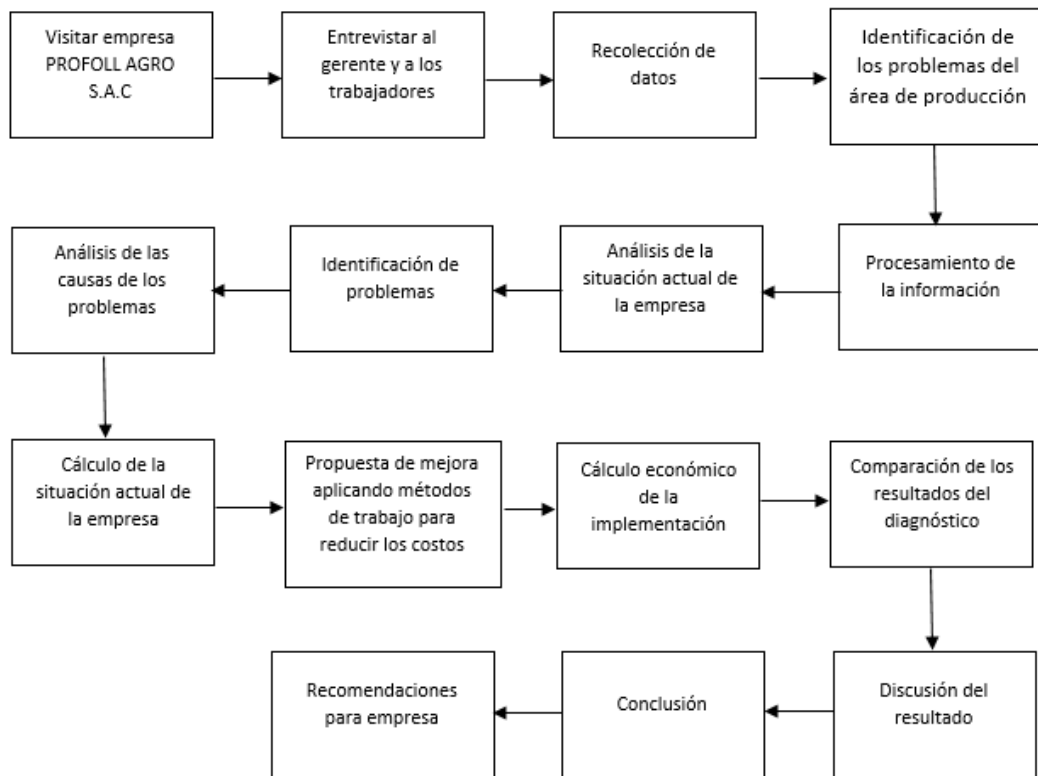 Visitar empresa
PROFOLL AGRO
S.A.C
Entrevistar al
gerente y a los
trabajadores
Recolección de
datos
Identificación de
los problemas del
área de producción
Procesamiento de
la información
Análisis de la
situación actual de
la empresa
Identificación de
problemas
Análisis de las
causas de los
problemas
Cálculo de la
situación actual de
la empresa
Propuesta de mejora
aplicando métodos
de trabajo para
reducir los costos
Cálculo económico
de la
implementación
Comparación de los
resultados del
diagnóstico
Discusión del
resultado
Conclusión
Recomendaciones
para empresa